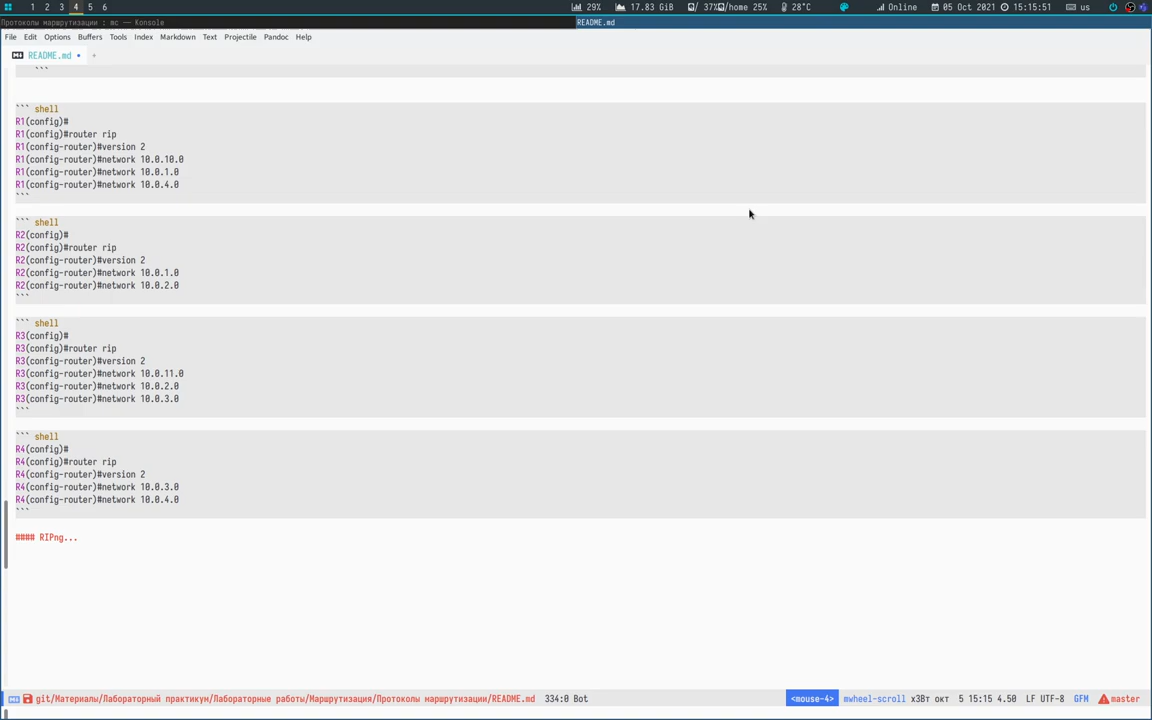 1 2 3 4 5 6 29% 17.83 GiB / 37% /home 25% 28°C Online 05 Oct 2021 15:15:51 us
Протоколы маршрутизации : mc — Konsole README.md
File Edit Options Buffers Tools Index Markdown Text Projectile Pandoc Help
README.md • +
```
``` shell
R1(config)#
R1(config)#router rip
R1(config-router)#version 2
R1(config-router)#network 10.0.10.0
R1(config-router)#network 10.0.1.0
R1(config-router)#network 10.0.4.0
```
``` shell
R2(config)#
R2(config)#router rip
R2(config-router)#version 2
R2(config-router)#network 10.0.1.0
R2(config-router)#network 10.0.2.0
```
``` shell
R3(config)#
R3(config)#router rip
R3(config-router)#version 2
R3(config-router)#network 10.0.11.0
R3(config-router)#network 10.0.2.0
R3(config-router)#network 10.0.3.0
```
``` shell
R4(config)#
R4(config)#router rip
R4(config-router)#version 2
R4(config-router)#network 10.0.3.0
R4(config-router)#network 10.0.4.0
```
#### RIPng...
git/Материалы/Лабораторный практикум/Лабораторные работы/Маршрутизация/Протоколы маршрутизации/README.md 334:0 Bot <mouse-4> mwheel-scroll x3Вт окт 5 15:15 4.50 LF UTF-8 GFM master